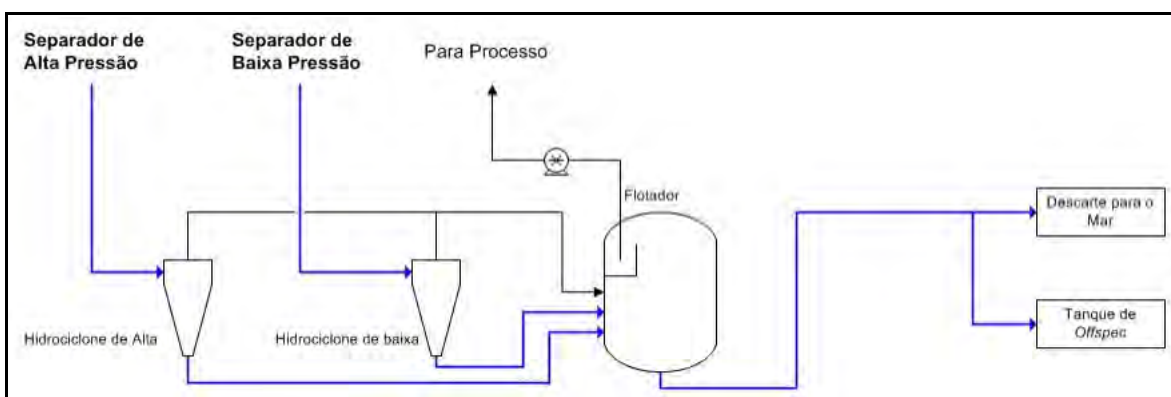 Separador de
Alta Pressão
Separador de
Baixa Pressão
Para Processo
Flotador
Descarte para o
Mar
Hidrociclone de Alta
Hidrociclone de baixa
Tanque de
Offspec